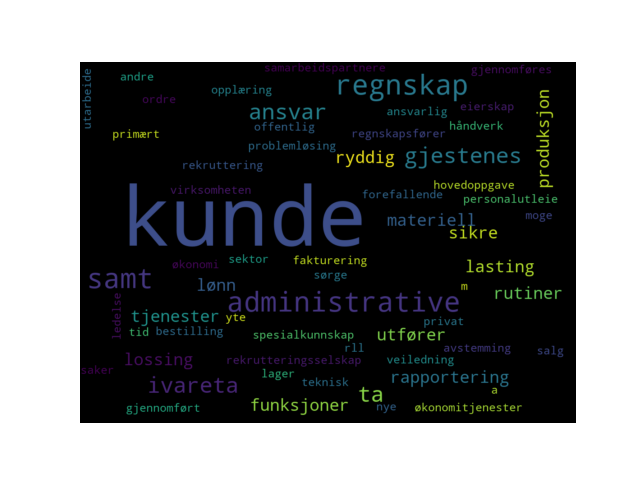 samarbeidspartnere
gjennomføres
andre
utarbeide
regnskap
opplæring
ordre
produksjon
ansvar
ansvarlig
eierskap
offentlig
håndverk
primært
regnskapsfører
problemløsing
ryddig
gjestenes
rekruttering
hovedoppgave
virksomheten
forefallende
personalutleie
kunde
materiell
moge
sikre
økonomi
sektor
fakturering
lasting
samt
sørge
lønn
m
rutiner
administrative
ledelse
tjenester
yte
privat
tid
bestilling
spesialkunnskap
utfører
rll
avstemming
salg
lossing
rekrutteringsselskap
veiledning
saker
lager
ivareta
teknisk
rapportering
ta
a
gjennomført
funksjoner
nye
økonomitjenester